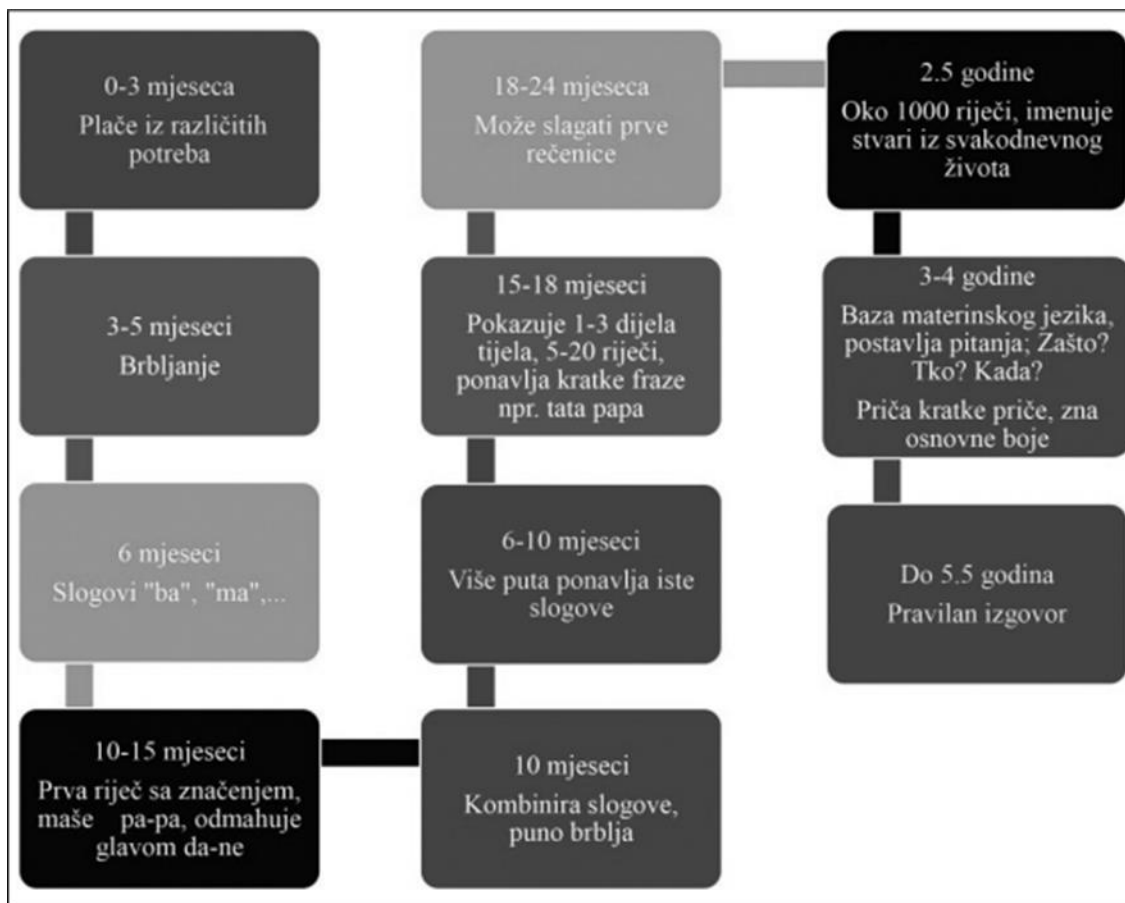 0-3 mjeseca
Plače iz različitih
potreba
3-5 mjeseci
Brbljanje
6 mjeseci
Slogovi "ba", "ma",...
10-15 mjeseci
Prva riječ sa značenjem,
maše pa-pa, odmahuje
glavom da-ne
10 mjeseci
Kombinira slogove,
puno brblja
6-10 mjeseci
Više puta ponavlja iste
slogove
15-18 mjeseci
Pokazuje 1-3 dijela
tijela, 5-20 riječi,
ponavlja kratke fraze
npr. tata papa
18-24 mjeseca
Može slagati prve
rečenice
2.5 godine
Oko 1000 riječi, imenuje
stvari iz svakodnevnog
života
3-4 godine
Baza materinskog jezika,
postavlja pitanja; Zašto?
Tko? Kada?
Priča kratke priče, zna
osnovne boje
Do 5.5 godina
Pravilan izgovor